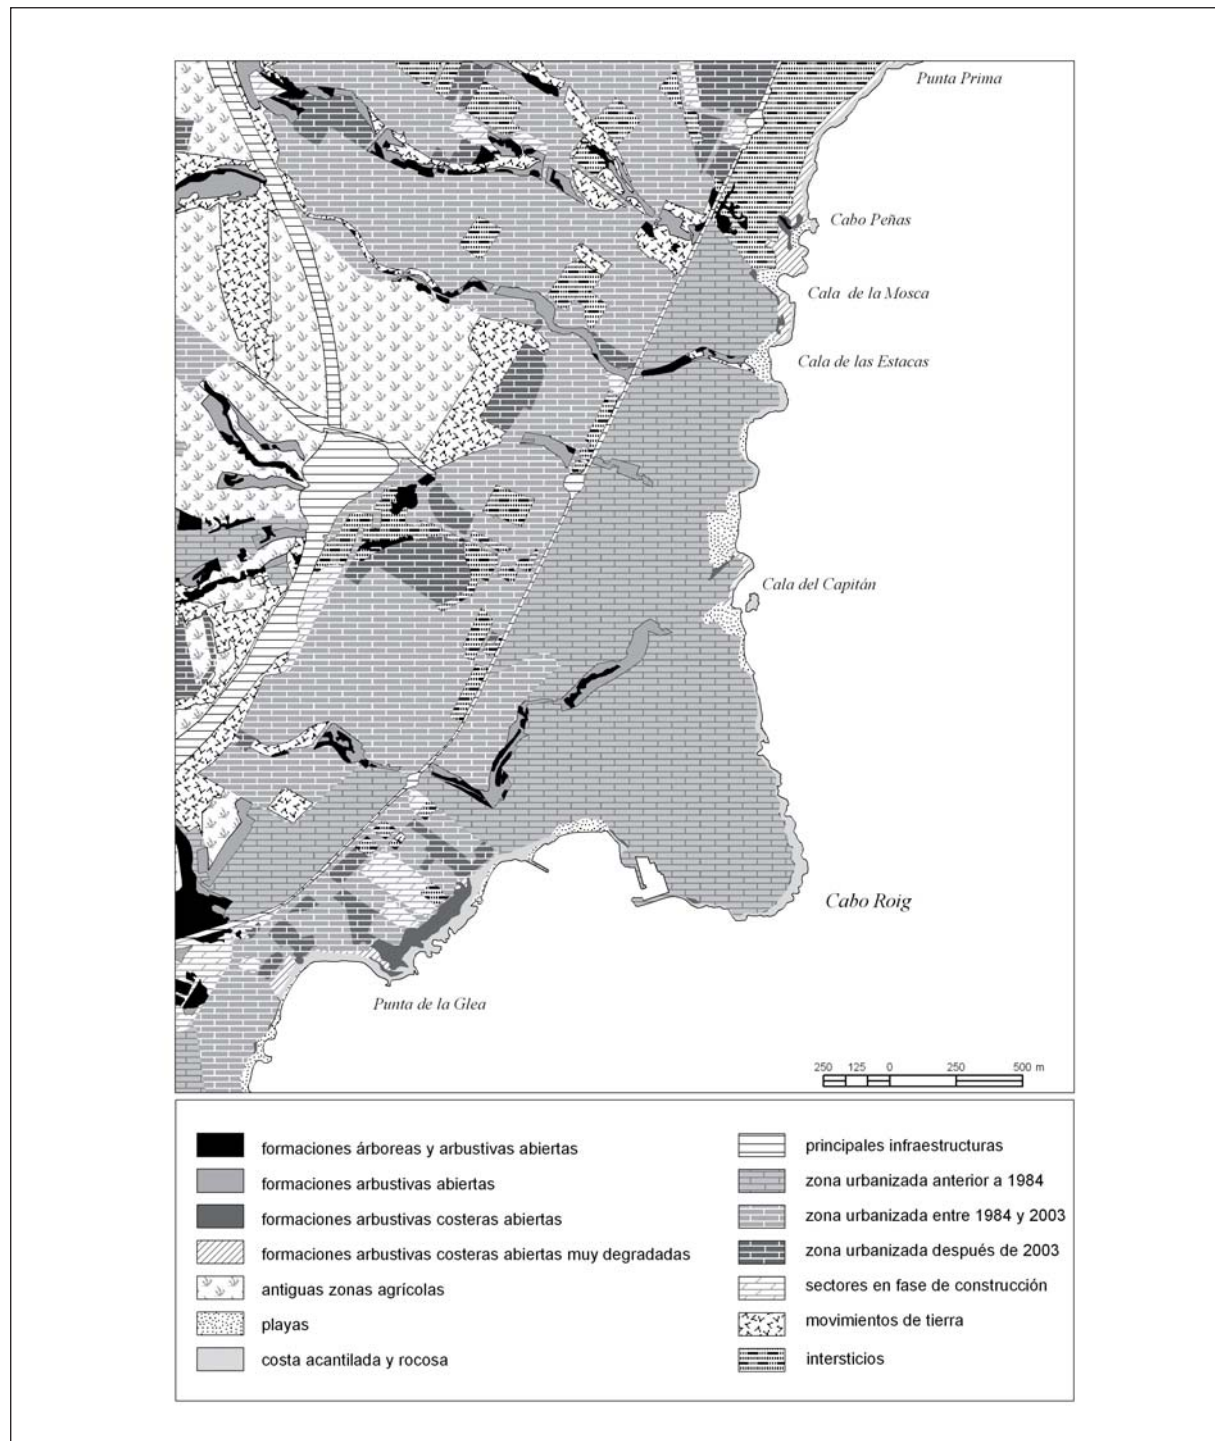 Punta Prima
Cabo Peñas
Cala de la Mosca
Cala de las Estacas
Cala del Capitán
Cabo Roig
Punta de la Glea
250 125 0 250 500 m
formaciones árboreas y arbustivas abiertas
formaciones arbustivas abiertas
formaciones arbustivas costeras abiertas
formaciones arbustivas costeras abiertas muy degradadas
antiguas zonas agrícolas
playas
costa acantilada y rocosa
principales infraestructuras
zona urbanizada anterior a 1984
zona urbanizada entre 1984 y 2003
zona urbanizada después de 2003
sectores en fase de construcción
movimientos de tierra
intersticios